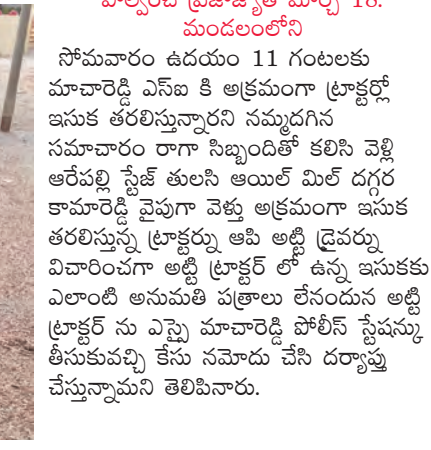 పాల్వంచ ప్రజాజ్యోతి మార్చి 18:
మండలంలోని
సోమవారం ఉదయం 11 గంటలకు
మాచారెడ్డి ఎస్ఐ కి అక్రమంగా ట్రాక్టర్లో
ఇసుక తరలిస్తున్నారని నమ్మదగిన
సమాచారం రాగా సిబ్బందితో కలిసి వెళ్లి
ఆరేపల్లి స్టేజ్ తులసి ఆయిల్ మిల్ దగ్గర
కామారెడ్డి వైపుగా వెళ్తు అక్రమంగా ఇసుక
తరలిస్తున్న ట్రాక్టర్ను ఆపి అట్టి డ్రైవర్ను
విచారించగా అట్టి ట్రాక్టర్ లో ఉన్న ఇసుకకు
ఎలాంటి అనుమతి పత్రాలు లేనందున అట్టి
ట్రాక్టర్ ను ఎస్సై మాచారెడ్డి పోలీస్ స్టేషన్కు
తీసుకువచ్చి కేసు నమోదు చేసి దర్యాప్తు
చేస్తున్నామని తెలిపినారు.